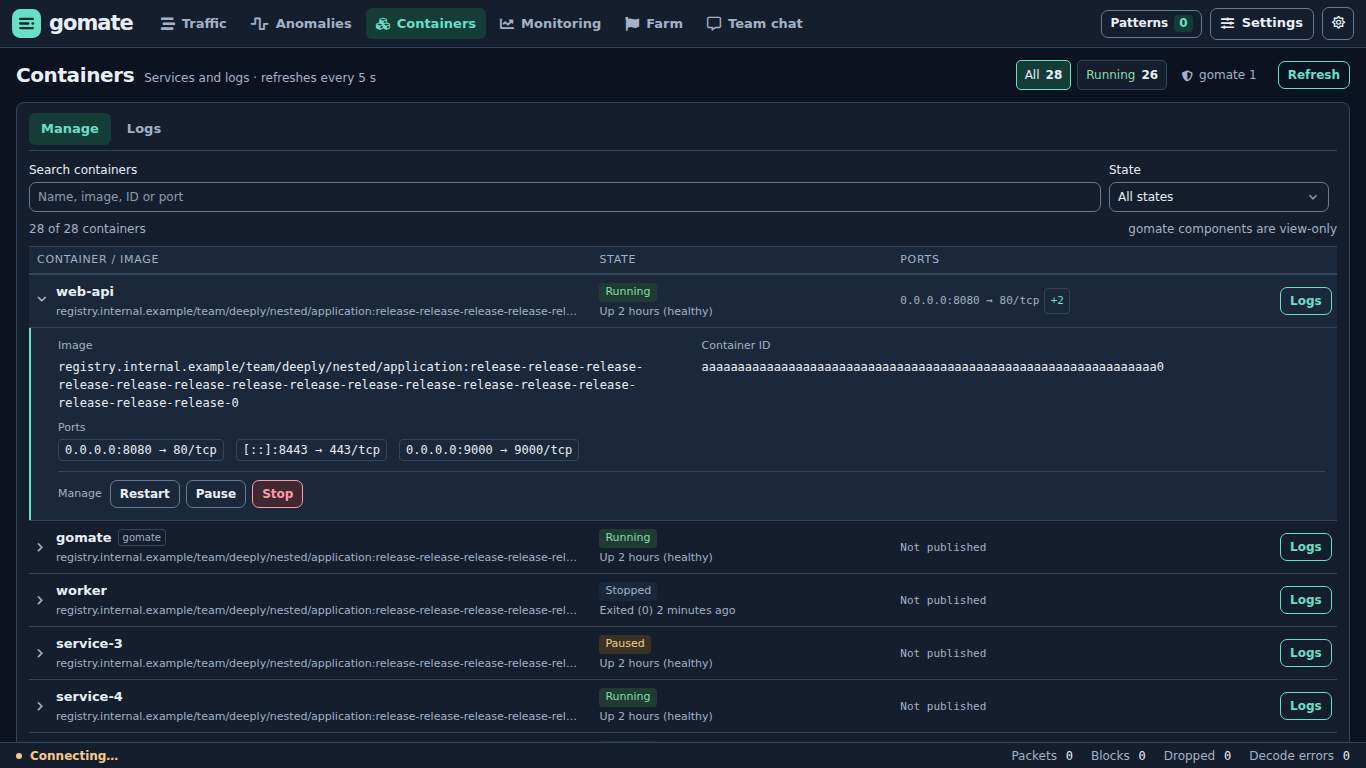 gomate Traffic Anomalies Containers Monitoring Farm Team chat Patterns 0 Settings
Containers Services and logs · refreshes every 5 s All 28 Running 26 gomate 1 Refresh
Manage Logs
Search containers State
Name, image, ID or port All states
28 of 28 containers gomate components are view-only
CONTAINER / IMAGE STATE PORTS
web-api Running
0.0.0.0:8080 → 80/tcp +2 Logs
registry.internal.example/team/deeply/nested/application:release-release-release-release-rel... Up 2 hours (healthy)
Image Container ID
registry.internal.example/team/deeply/nested/application:release-release-release-
release-release-release-release-release-release-release-release-release-release-
release-release-release-0
Ports
0.0.0.0:8080 → 80/tcp [::]:8443 → 443/tcp 0.0.0.0:9000 → 9000/tcp
Manage Restart Pause Stop
gomate gomate Running
Not published Logs
registry.internal.example/team/deeply/nested/application:release-release-release-release-rel... Up 2 hours (healthy)
worker Stopped
Not published Logs
registry.internal.example/team/deeply/nested/application:release-release-release-release-rel... Exited (0) 2 minutes ago
service-3 Paused
Not published Logs
registry.internal.example/team/deeply/nested/application:release-release-release-release-rel... Up 2 hours (healthy)
service-4 Running
Not published Logs
registry.internal.example/team/deeply/nested/application:release-release-release-release-rel... Up 2 hours (healthy)
Connecting... Packets 0 Blocks 0 Dropped 0 Decode errors 0